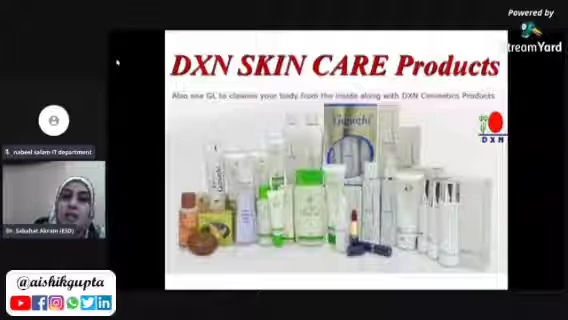 Powered by
StreamYard
DXN SKIN CARE Products
Also use GL to cleanse your body from the inside along with DXN Cosmetics Products
Ganozhi
DXN
nabeel salam IT department
Dr. Sabahat Akram (ESD)
@aishikgupta